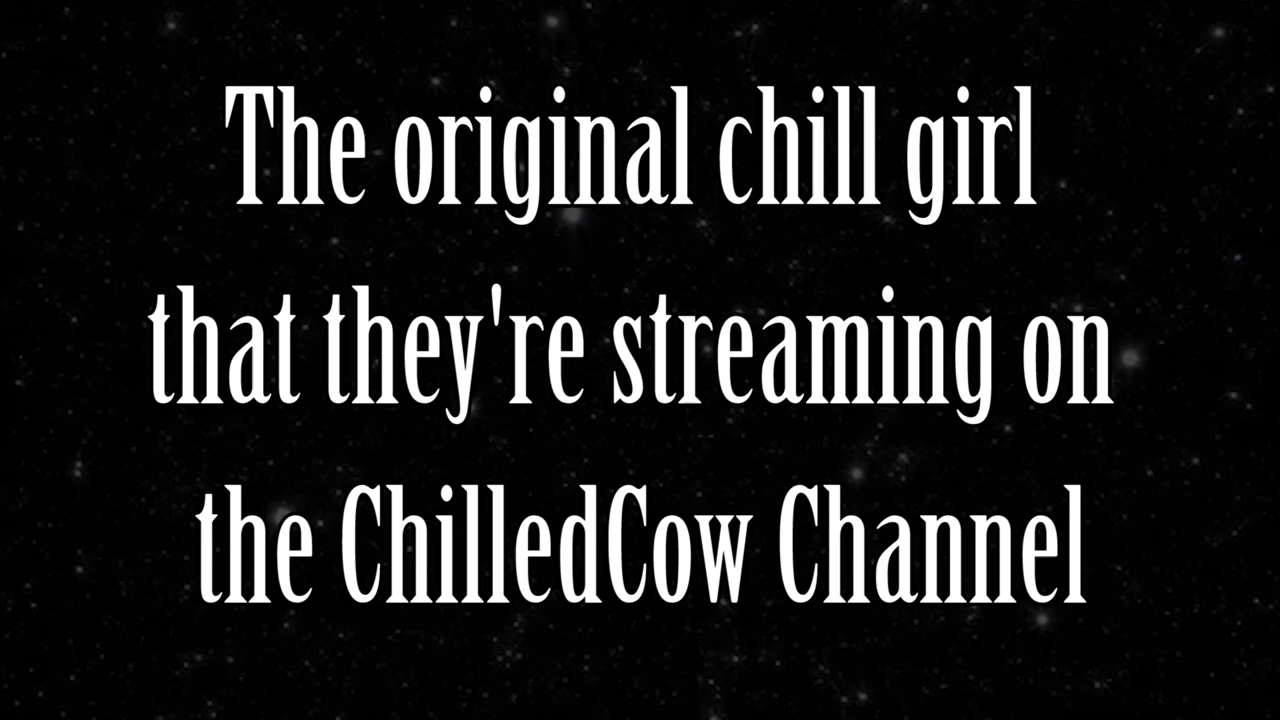 The original chill girl
that they're streaming on
the ChilledCow Channel